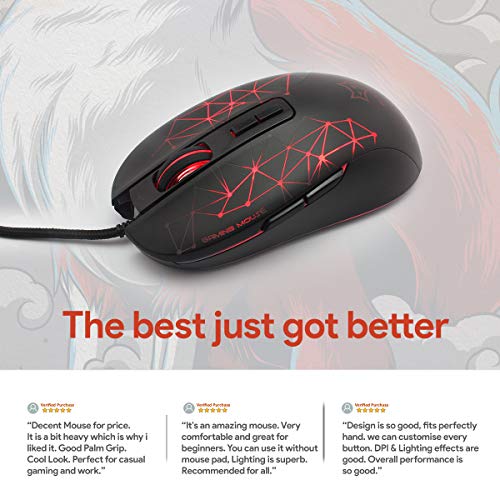 GAMING MOUSE
The best just got better
Verified Purchase
“Decent Mouse for price.
It is a bit heavy which is why i
liked it. Good Palm Grip.
Cool Look. Perfect for casual
gaming and work.”
Verified Purchase
“It's an amazing mouse. Very
comfortable and great for
beginners. You can use it without
mouse pad, Lighting is superb.
Recommended for all.”
Verified Purchase
“Design is so good, fits perfectly
hand. we can customise every
button. DPI & Lighting effects are
good. Overall performance is
so good.”